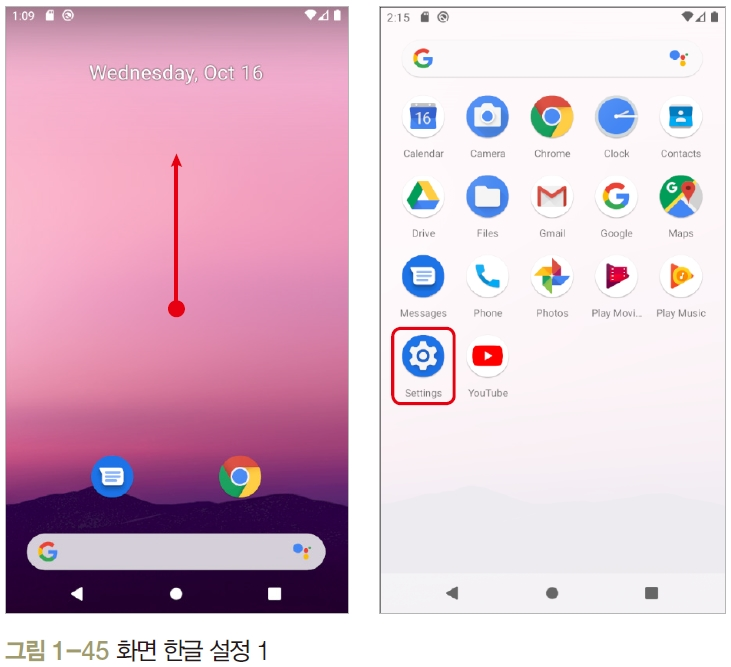 1:09
Wednesday, Oct 16
2:15
16
Calendar Camera Chrome Clock Contacts
Drive Files Gmail Google Maps
Messages Phone Photos Play Movi... Play Music
Settings YouTube
그림 1-45 화면 한글 설정 1